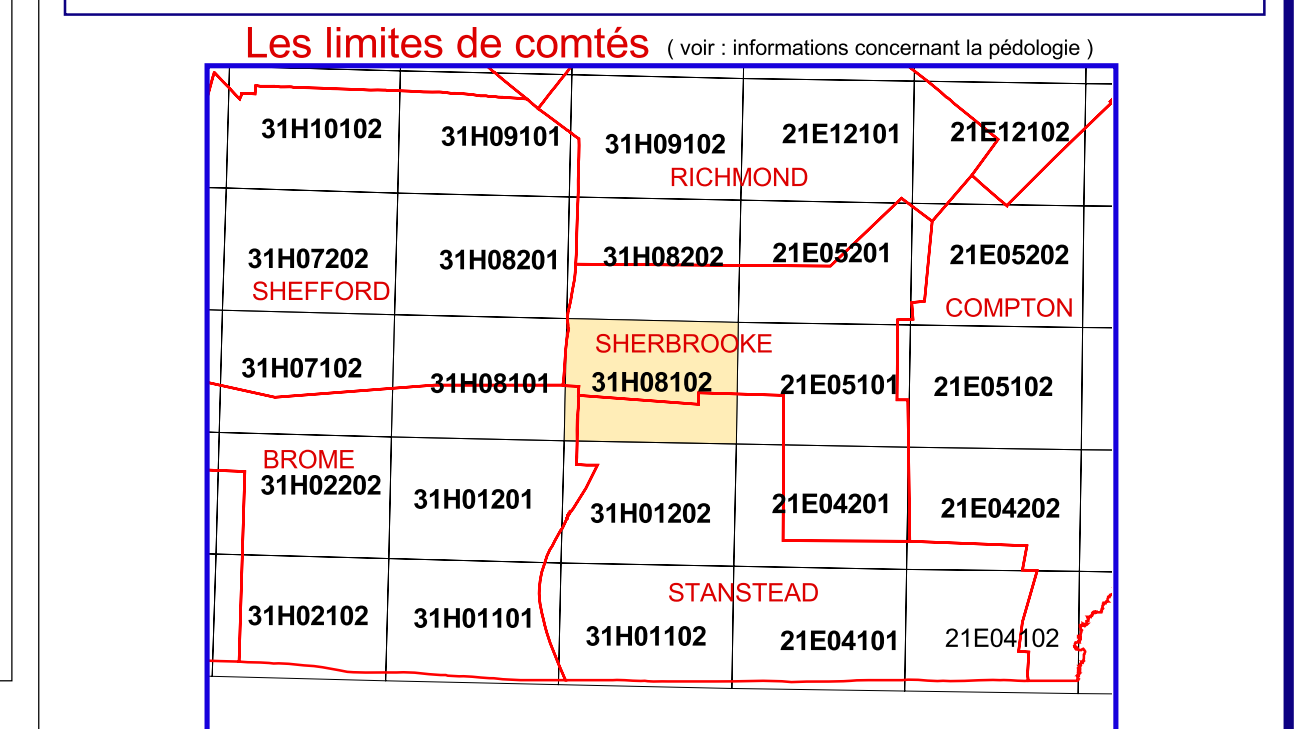 Les limites de comtés ( voir : informations concernant la pédologie )
31H10102 31H09101 31H09102 21E12101 21E12102
RICHMOND
31H07202 31H08201 31H08202 21E05201 21E05202
SHEFFORD COMPTON
SHERBROOKE
31H07102 31H08101 31H08102 21E05101 21E05102
BROME
31H02202 31H01201 31H01202 21E04201 21E04202
STANSTEAD
31H02102 31H01101 31H01102 21E04101 21E04102